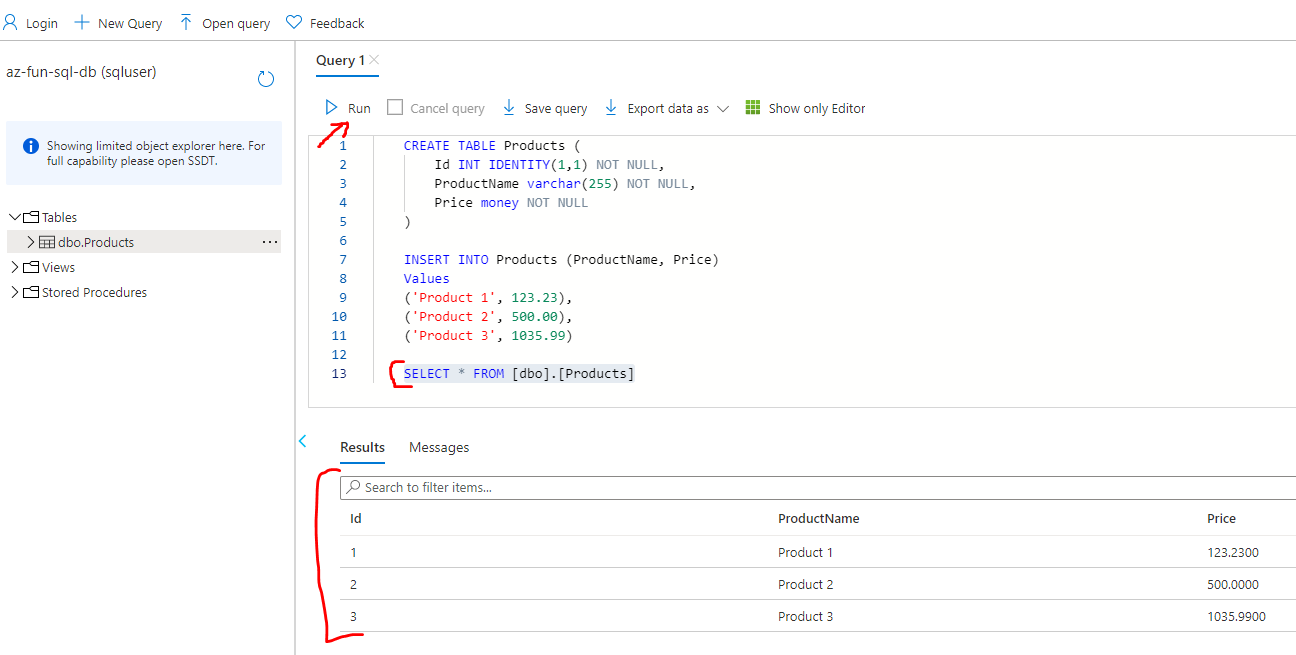 Login New Query Open query Feedback
az-fun-sql-db (sqluser)
Showing limited object explorer here. For
full capability please open SSDT.
Tables
dbo.Products ...
Views
Stored Procedures
Query 1
Run Cancel query Save query Export data as Show only Editor
1 CREATE TABLE Products (
2 Id INT IDENTITY(1,1) NOT NULL,
3 ProductName varchar(255) NOT NULL,
4 Price money NOT NULL
5 )
6
7 INSERT INTO Products (ProductName, Price)
8 Values
9 ('Product 1', 123.23),
10 ('Product 2', 500.00),
11 ('Product 3', 1035.99)
12
13 SELECT * FROM [dbo].[Products]
Results Messages
Search to filter items...
Id ProductName Price
1 Product 1 123.2300
2 Product 2 500.0000
3 Product 3 1035.9900